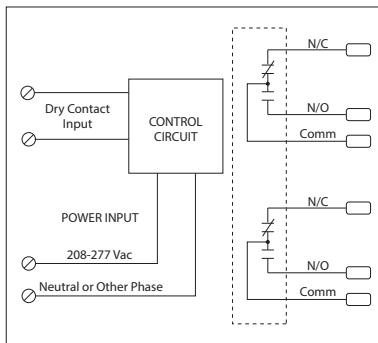 N/C
Dry Contact
Input
CONTROL
CIRCUIT
N/O
Comm
POWER INPUT
N/C
208-277 Vac
N/O
Neutral or Other Phase
Comm